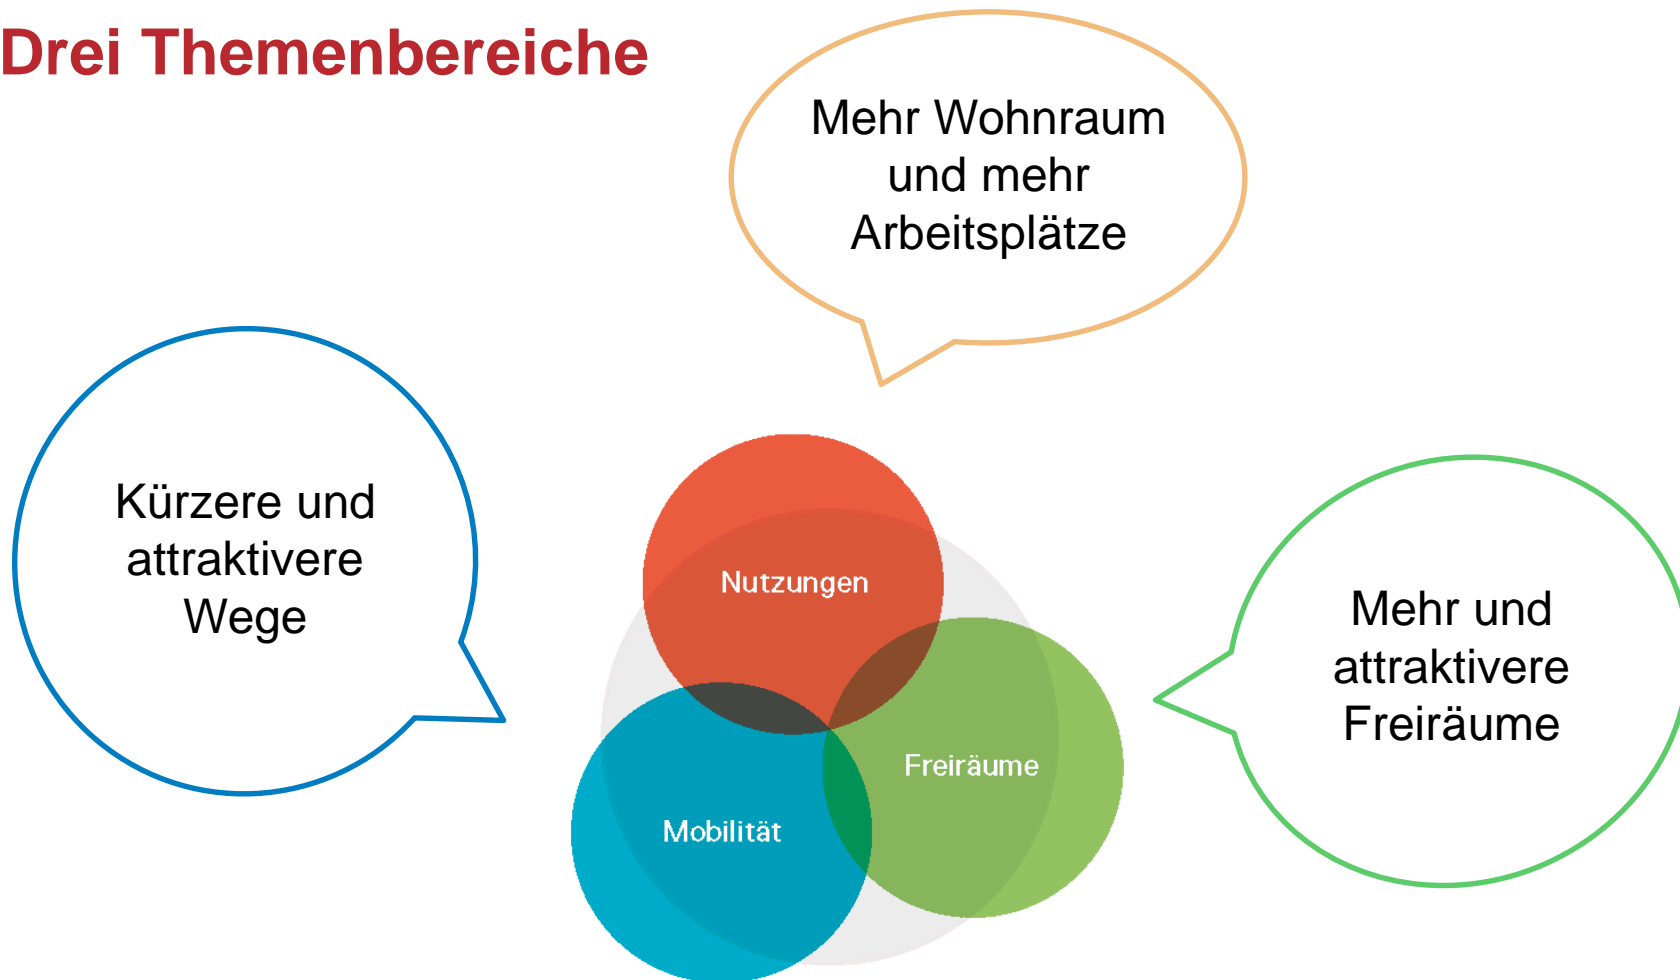 Drei Themenbereiche
Mehr Wohnraum
und mehr
Arbeitsplätze
Kürzere und
attraktivere
Wege
Nutzungen
Mehr und
attraktivere
Freiräume
Freiräume
Mobilität